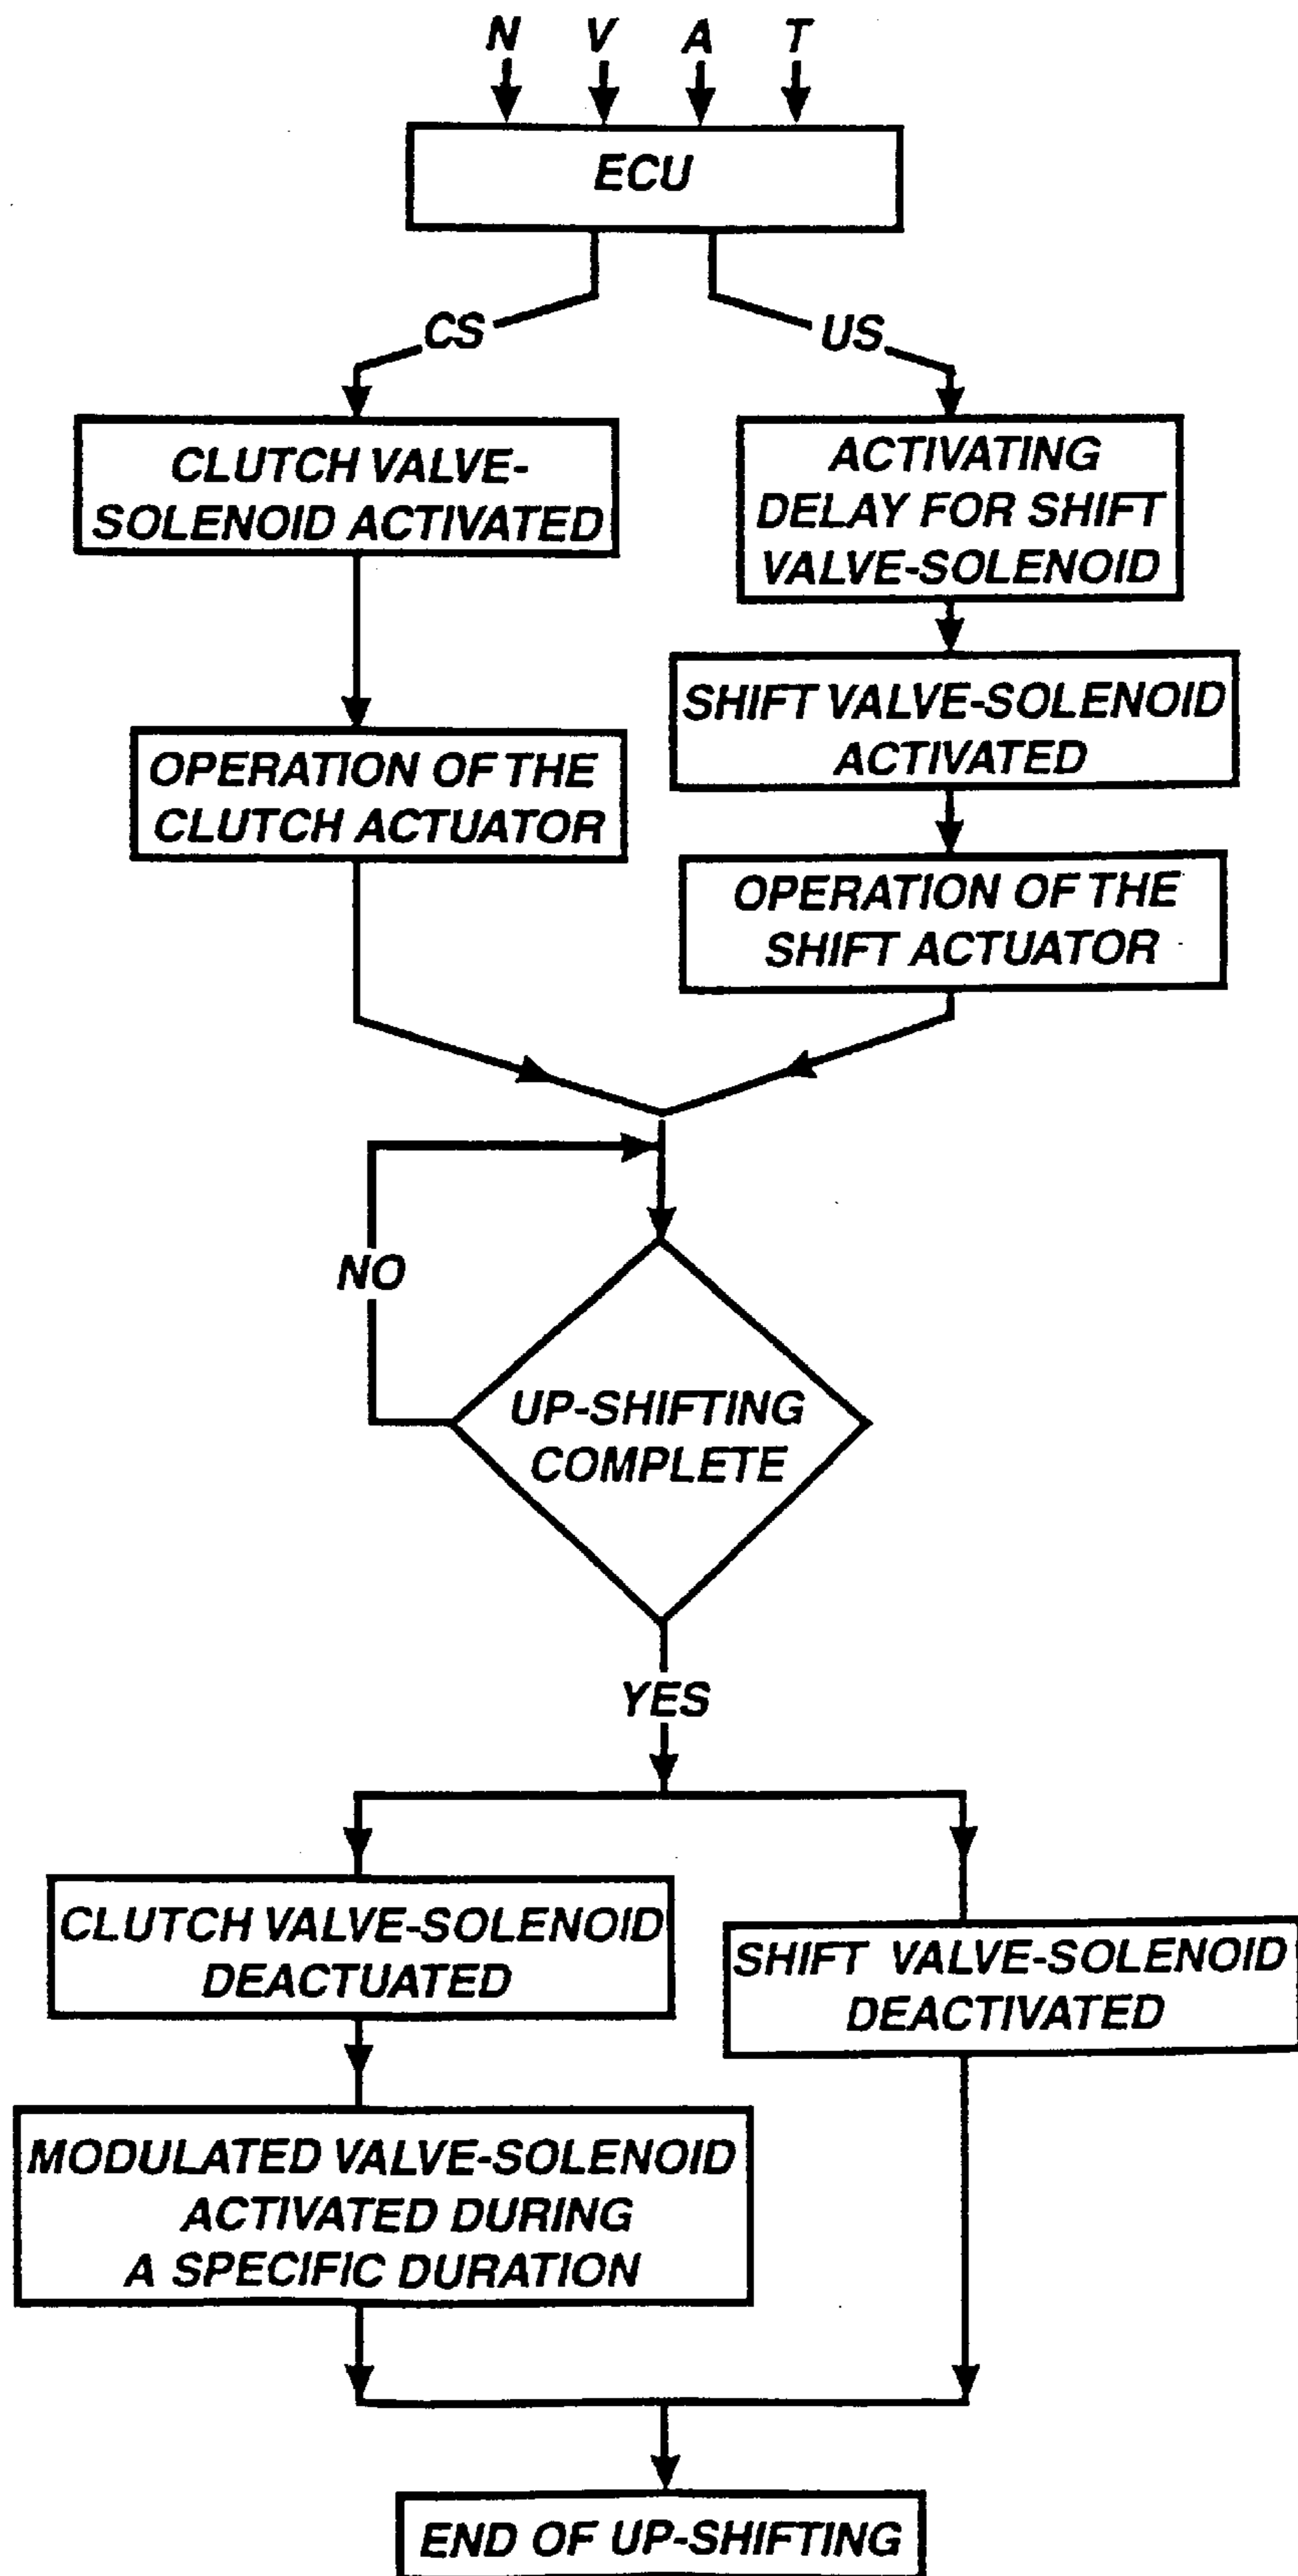 N V A T
ECU
CS
US
CLUTCH VALVE-
SOLENOID ACTIVATED
ACTIVATING
DELAY FOR SHIFT
VALVE-SOLENOID
SHIFT VALVE-SOLENOID
ACTIVATED
OPERATION OF THE
CLUTCH ACTUATOR
OPERATION OF THE
SHIFT ACTUATOR
NO
UP-SHIFTING
COMPLETE
YES
CLUTCH VALVE-SOLENOID
DEACTUATED
SHIFT VALVE-SOLENOID
DEACTIVATED
MODULATED VALVE-SOLENOID
ACTIVATED DURING
A SPECIFIC DURATION
END OF UP-SHIFTING